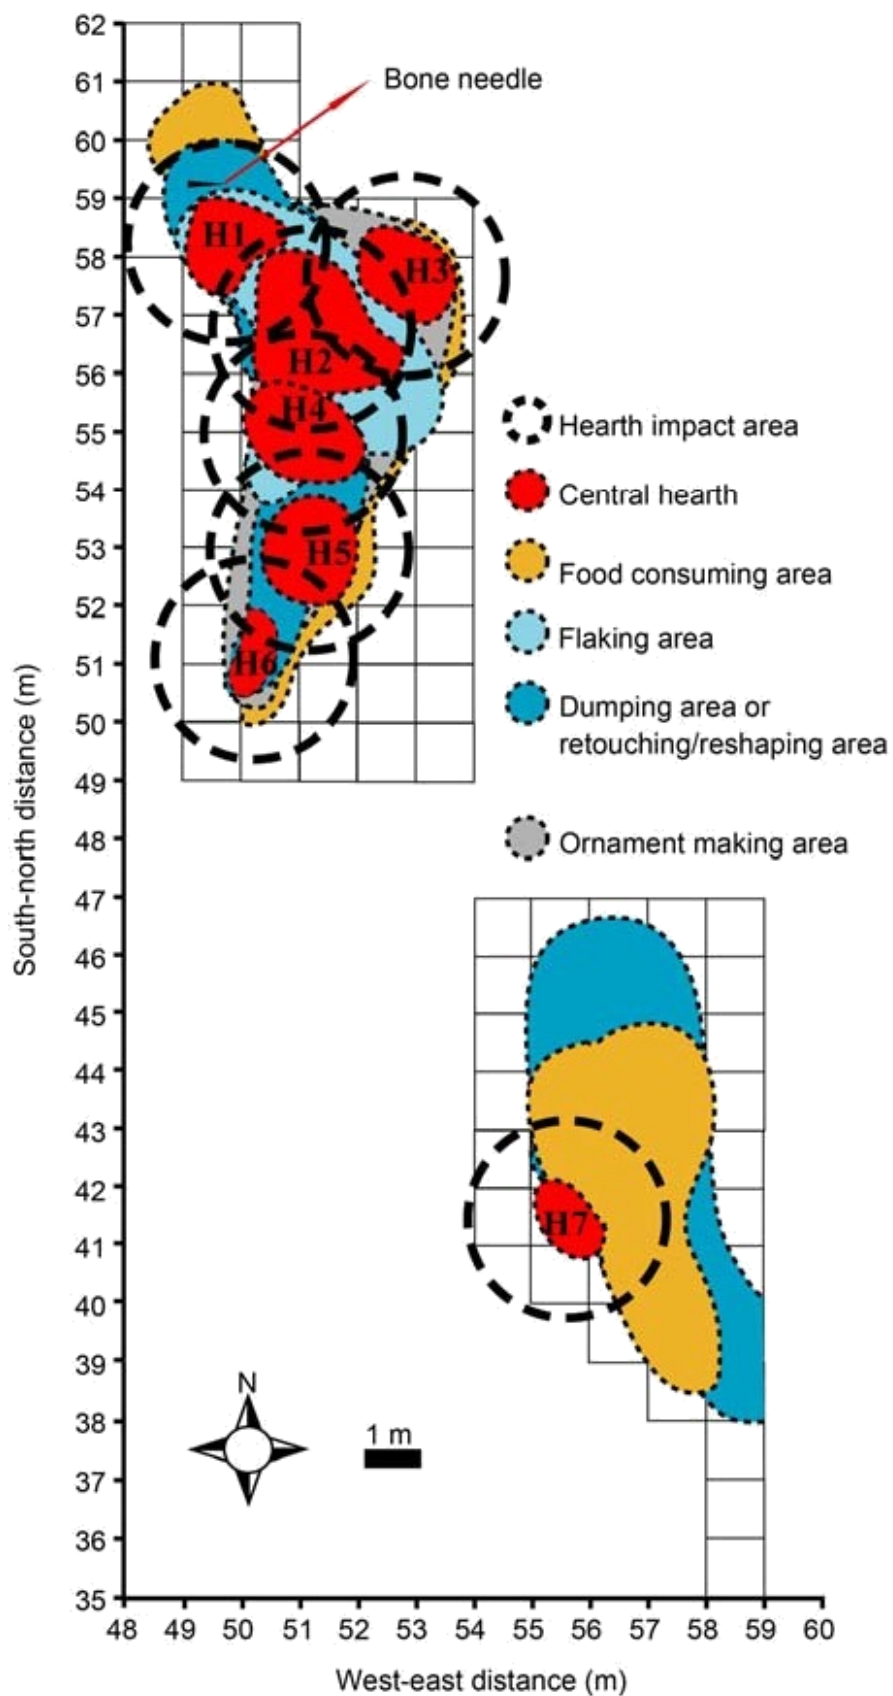 62
61
60
59
58
57
56
55
54
53
52
51
50
49
48
47
46
45
44
43
42
41
40
39
38
37
36
35
South-north distance (m)
Bone needle
H1
H3
H2
H4
H5
H6
Hearth impact area
Central hearth
Food consuming area
Flaking area
Dumping area or
retouching/reshaping area
Ornament making area
H7
N
1 m
48 49 50 51 52 53 54 55 56 57 58 59 60
West-east distance (m)